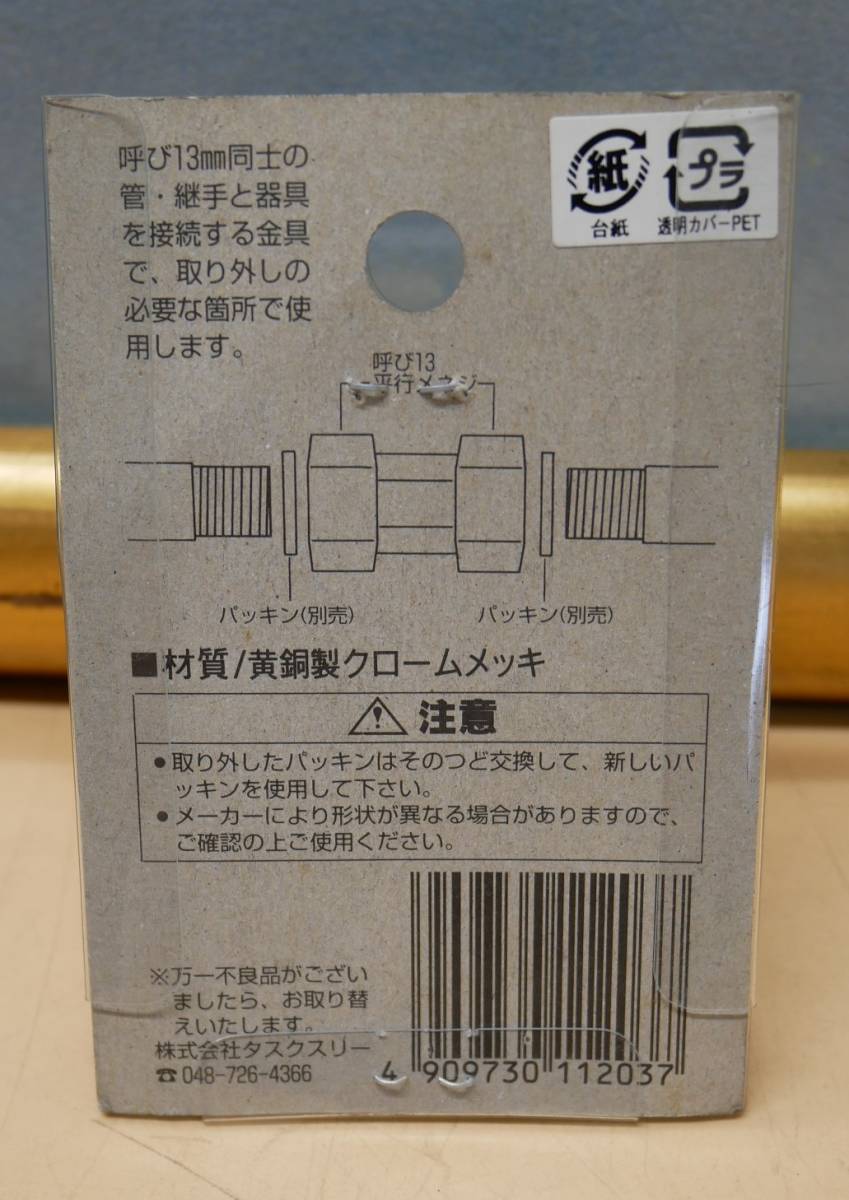 呼び13mm同士の
管・継手と器具
を接続する金具
で、取り外しの
必要な箇所で使
用します。
紙
プラ
台紙
透明カバーPET
呼び13
平行メネジ
パッキン(別売)
パッキン(別売)
■材質/黄銅製クロームメッキ
注意
●取り外したパッキンはそのつど交換して、新しいパ
ッキンを使用して下さい。
●メーカーにより形状が異なる場合がありますので、
ご確認の上ご使用ください。
※万一不良品がござい
ましたら、お取り替
えいたします。
株式会社タスクスリー
☎048-726-4366
4 909730 112037